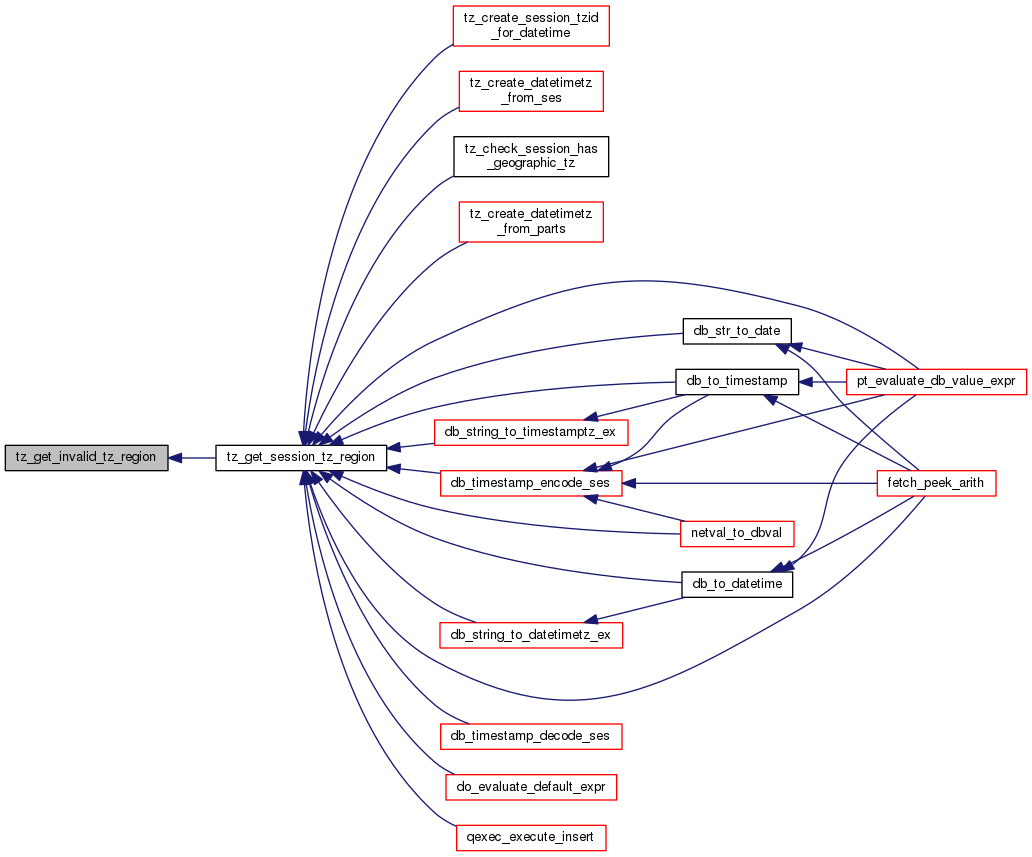 tz_create_session_tzid
_for_datetime
tz_create_datetimetz
_from_ses
tz_check_session_has
_geographic_tz
tz_create_datetimetz
_from_parts
db_str_to_date
db_to_timestamp
pt_evaluate_db_value_expr
db_string_to_timestamptz_ex
tz_get_invalid_tz_region
tz_get_session_tz_region
db_timestamp_encode_ses
fetch_peek_arith
netval_to_dbval
db_to_datetime
db_string_to_datetimetz_ex
db_timestamp_decode_ses
do_evaluate_default_expr
qexec_execute_insert